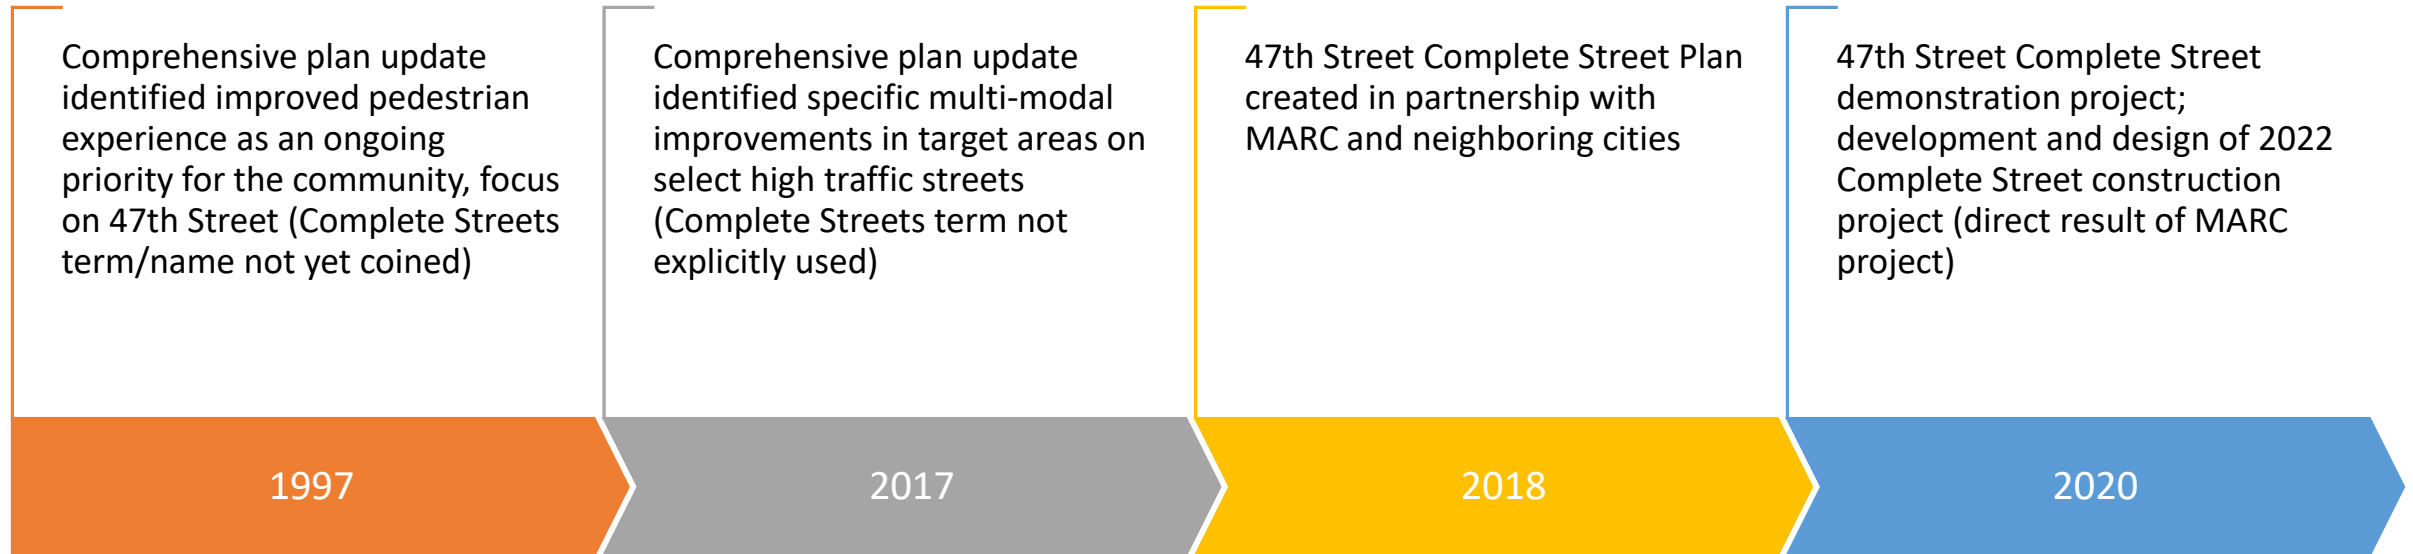 Comprehensive plan update
identified improved pedestrian
experience as an ongoing
priority for the community, focus
on 47th Street (Complete Streets
term/name not yet coined)
1997
Comprehensive plan update
identified specific multi-modal
improvements in target areas on
select high traffic streets
(Complete Streets term not
explicitly used)
2017
47th Street Complete Street Plan
created in partnership with
MARC and neighboring cities
2018
47th Street Complete Street
demonstration project;
development and design of 2022
Complete Street construction
project (direct result of MARC
project)
2020